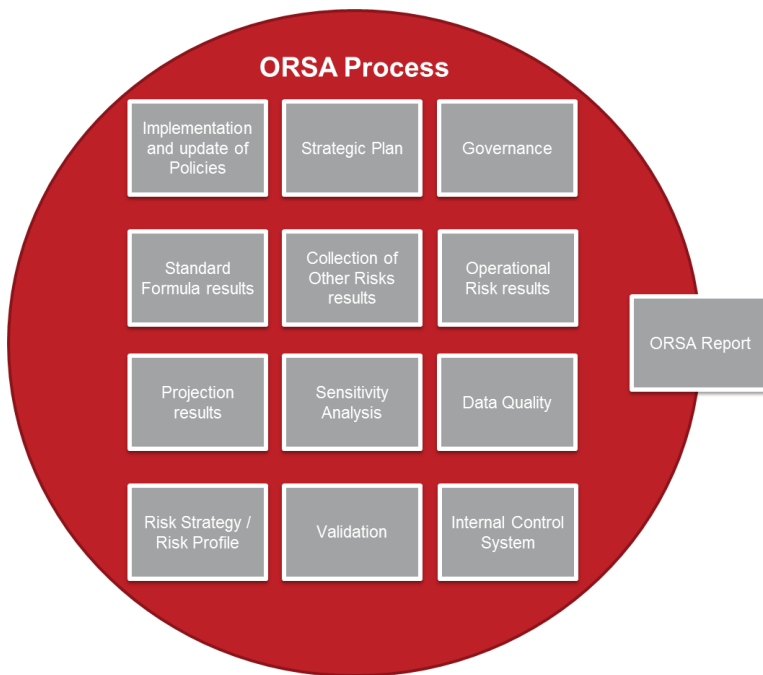 ORSA Process
Implementation
and update of
Policies
Strategic Plan
Governance
Standard
Formula results
Collection of
Other Risks
results
Operational
Risk results
ORSA Report
Projection
results
Sensitivity
Analysis
Data Quality
Risk Strategy /
Risk Profile
Validation
Internal Control
System